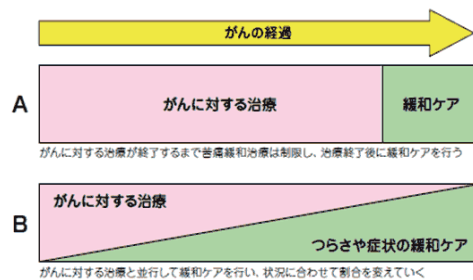 がんの経過
A
がんに対する治療
緩和ケア
がんに対する治療が終了するまで苦痛緩和治療は制限し、治療終了後に緩和ケアを行う
B
がんに対する治療
つらさや症状の緩和ケア
がんに対する治療と並行して緩和ケアを行い、状況に合わせて割合を変えていく